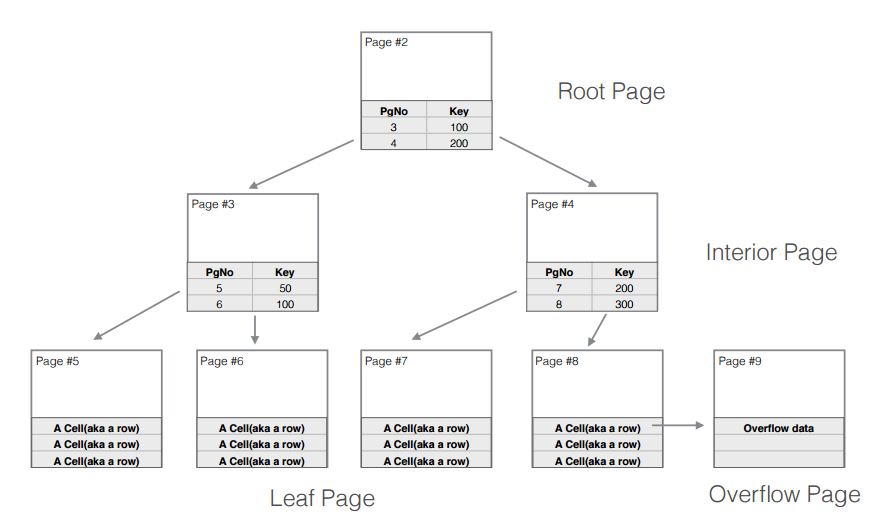 Page #2
Root Page
PgNo Key
3 100
4 200
Page #3
PgNo Key
5 50
6 100
Page #4
PgNo Key
7 200
8 300
Interior Page
Page #5
A Cell(aka a row)
A Cell(aka a row)
A Cell(aka a row)
Page #6
A Cell(aka a row)
A Cell(aka a row)
A Cell(aka a row)
Page #7
A Cell(aka a row)
A Cell(aka a row)
A Cell(aka a row)
Page #8
A Cell(aka a row)
A Cell(aka a row)
A Cell(aka a row)
Page #9
Overflow data
Leaf Page
Overflow Page